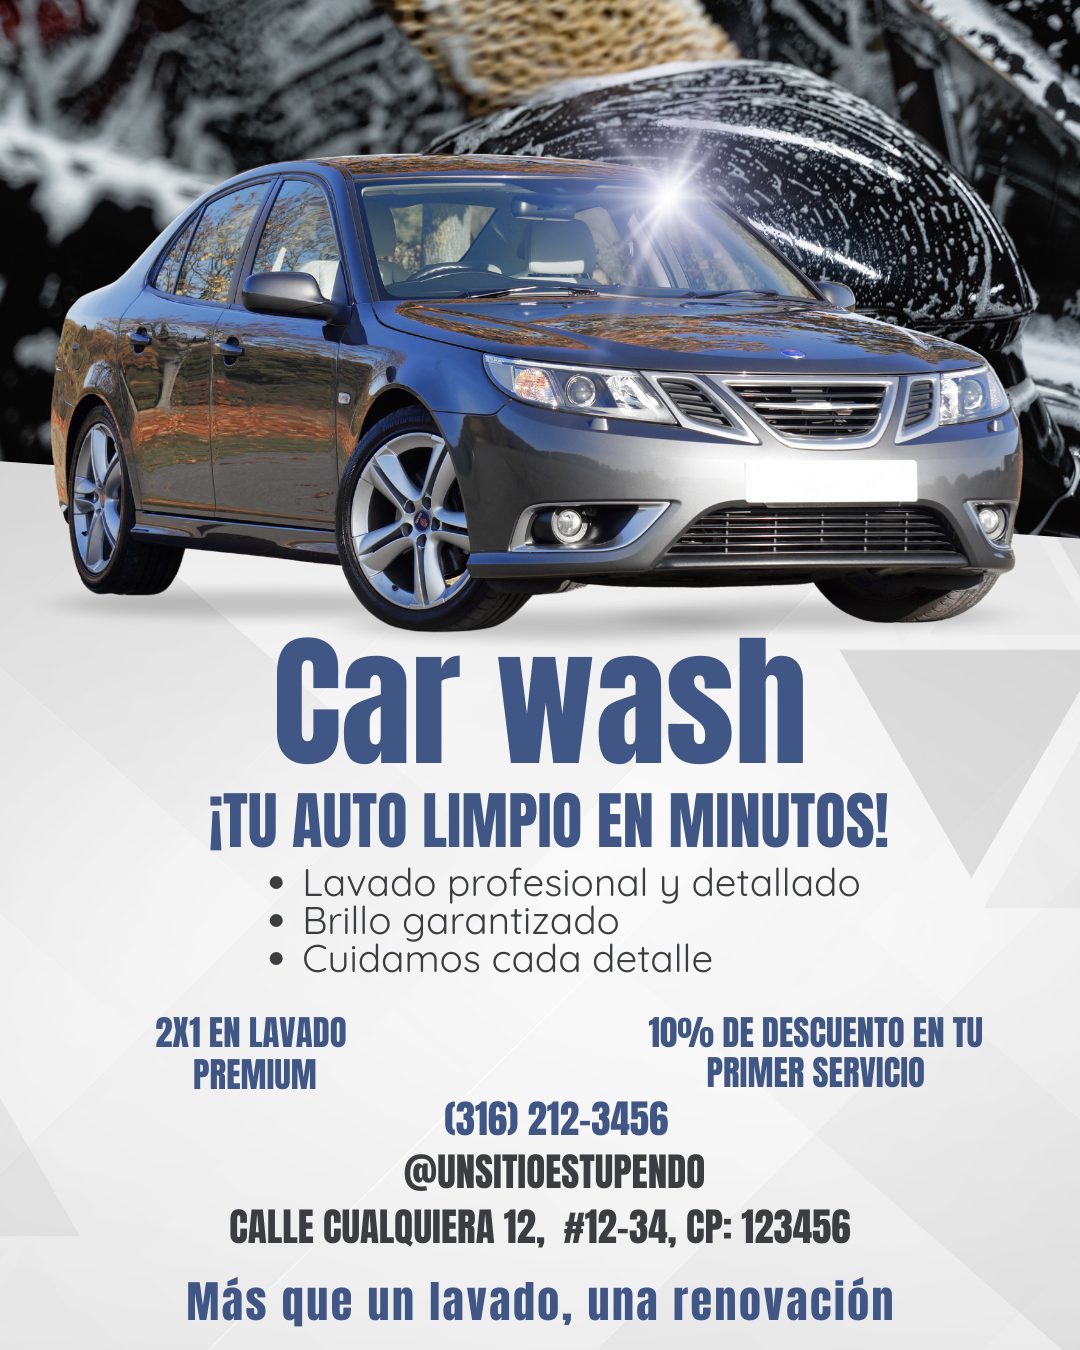 Car wash
¡TU AUTO LIMPIO EN MINUTOS!
• Lavado profesional y detallado
• Brillo garantizado
• Cuidamos cada detalle
2X1 EN LAVADO
PREMIUM
10% DE DESCUENTO EN TU
PRIMER SERVICIO
(316) 212-3456
@UNSITIOESTUPENDO
CALLE CUALQUIERA 12, #12-34, CP: 123456
Más que un lavado, una renovación